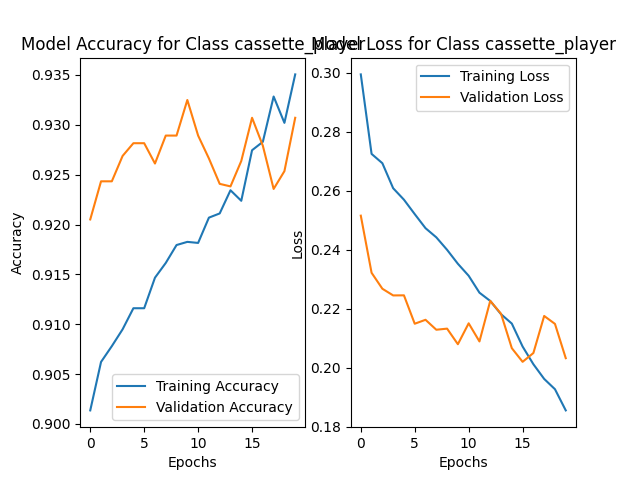 Model Accuracy for Class cassette_player
Model Loss for Class cassette_player
0.935
0.930
0.925
0.920
0.915
0.910
0.905
0.900
Accuracy
Training Accuracy
Validation Accuracy
0 5 10 15
Epochs
0.30
0.28
0.26
0.24
0.22
0.20
0.18
Loss
Training Loss
Validation Loss
0 5 10 15
Epochs